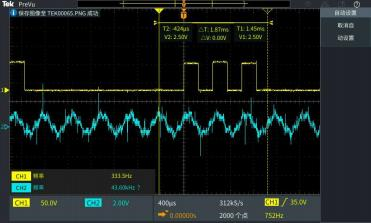 Tek PreVu
保存图像至 TEK00065.PNG 成功
自动设置
取消自
动设置
T2: -424μs △T: 1.87ms T1: 1.45ms
V2: 2.50V △V: 0.00V V1: 2.50V
CH1 频率 333.5Hz
CH2 频率 43.60kHz ?
CH1 50.0V CH2 2.00V 400μs 312kS/s CH1 35.0V
0.00000s 2000 个点 752Hz